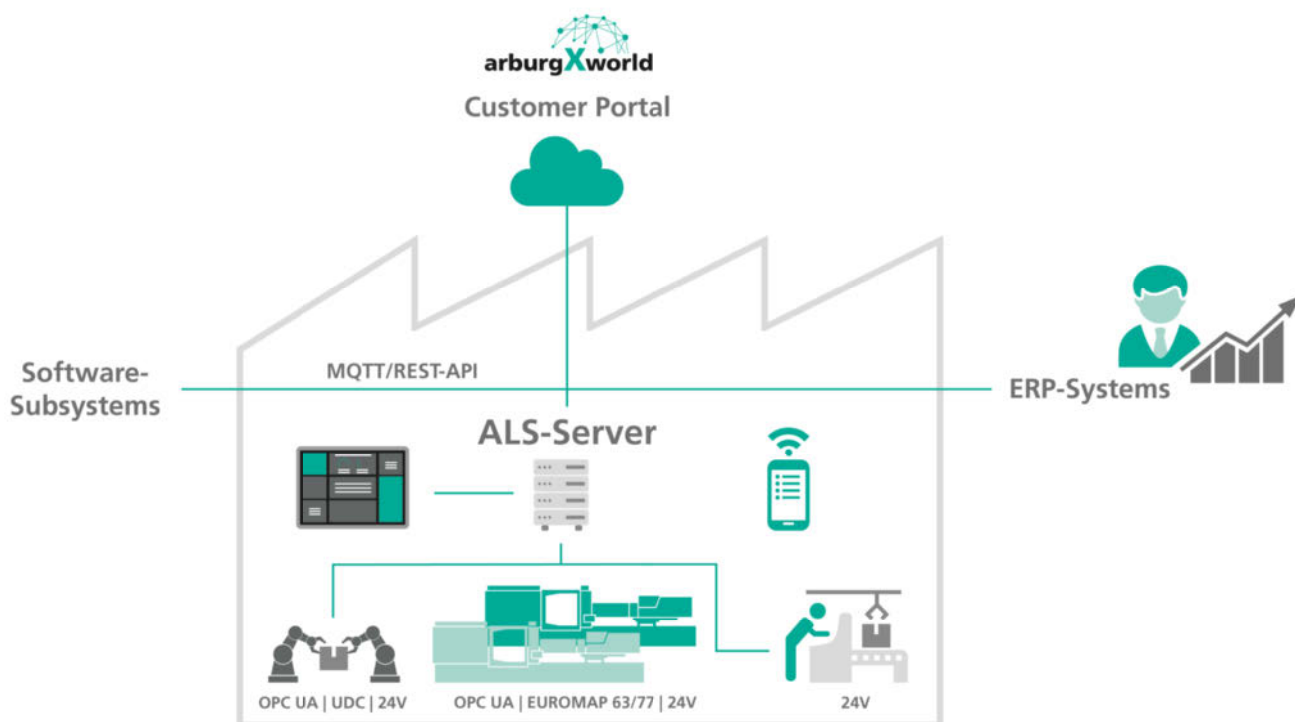 arburgXworld
Customer Portal
MQTT/REST-API
Software-
Subsystems
ERP-Systems
ALS-Server
OPC UA | UDC | 24V
OPC UA | EUROMAP 63/77 | 24V
24V